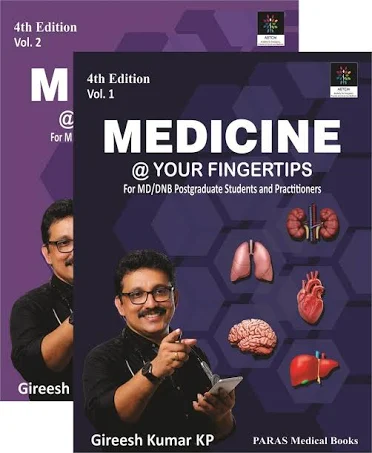 4th Edition
Vol. 2
M
@
For M
Gireesh
4th Edition
Vol. 1
MEDICINE
@ YOUR FINGERTIPS
For MD/DNB Postgraduate Students and Practitioners
Gireesh Kumar KP
PARAS Medical Books